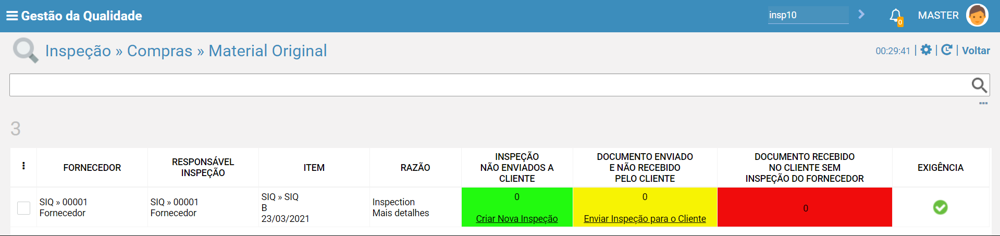 Gestão da Qualidade
insp10
0
MASTER
Inspeção » Compras » Material Original
00:29:41 | | | Voltar
3
FORNECEDOR
RESPONSÁVEL
INSPEÇÃO
ITEM
RAZÃO
INSPEÇÃO
NÃO ENVIADOS A
CLIENTE
DOCUMENTO ENVIADO
E NÃO RECEBIDO
PELO CLIENTE
DOCUMENTO RECEBIDO
NO CLIENTE SEM
INSPEÇÃO DO FORNECEDOR
EXIGÊNCIA
SIQ » 00001
Fornecedor
SIQ » 00001
Fornecedor
SIQ » SIQ
B
23/03/2021
Inspection
Mais detalhes
0
Criar Nova Inspeção
0
Enviar Inspeção para o Cliente
0